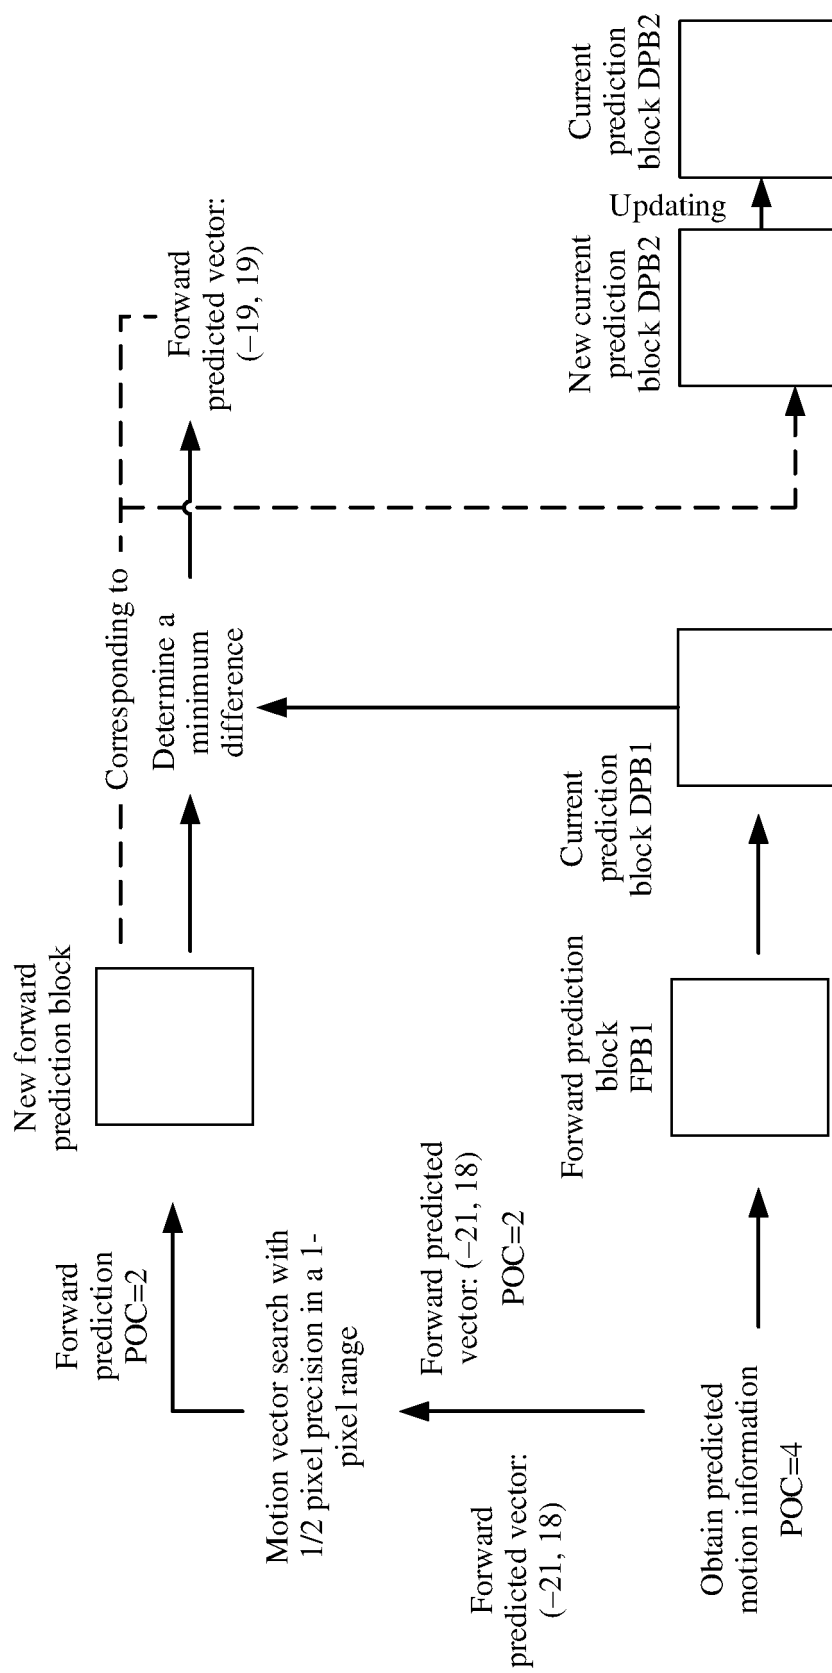 Obtain predicted
motion information
POC=4
Forward
predicted vector:
(−21, 18)
Forward predicted
vector: (−21, 18)
POC=2
Motion vector search with
1/2 pixel precision in a 1-
pixel range
Forward
prediction
POC=2
New forward
prediction block
Forward prediction
block
FPB1
Current
prediction
block DPB1
Corresponding to
Determine a
minimum
difference
Forward
predicted vector:
(−19, 19)
New current
prediction
block DPB2
Updating
Current
prediction
block DPB2